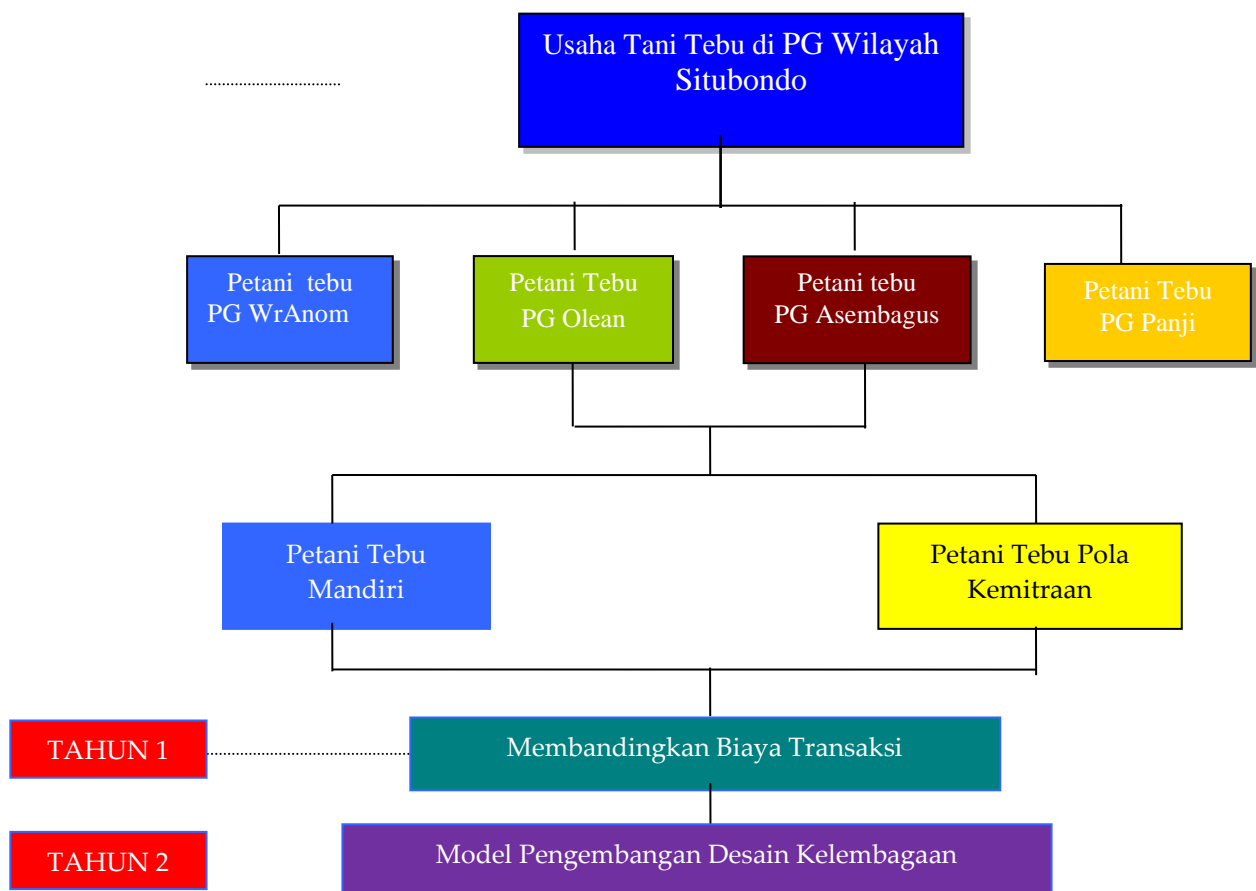 Usaha Tani Tebu di PG Wilayah
Situbondo
Petani tebu
PG WrAnom
Petani Tebu
PG Olean
Petani tebu
PG Asembagus
Petani Tebu
PG Panji
Petani Tebu
Mandiri
Petani Tebu Pola
Kemitraan
TAHUN 1
Membandingkan Biaya Transaksi
TAHUN 2
Model Pengembangan Desain Kelembagaan